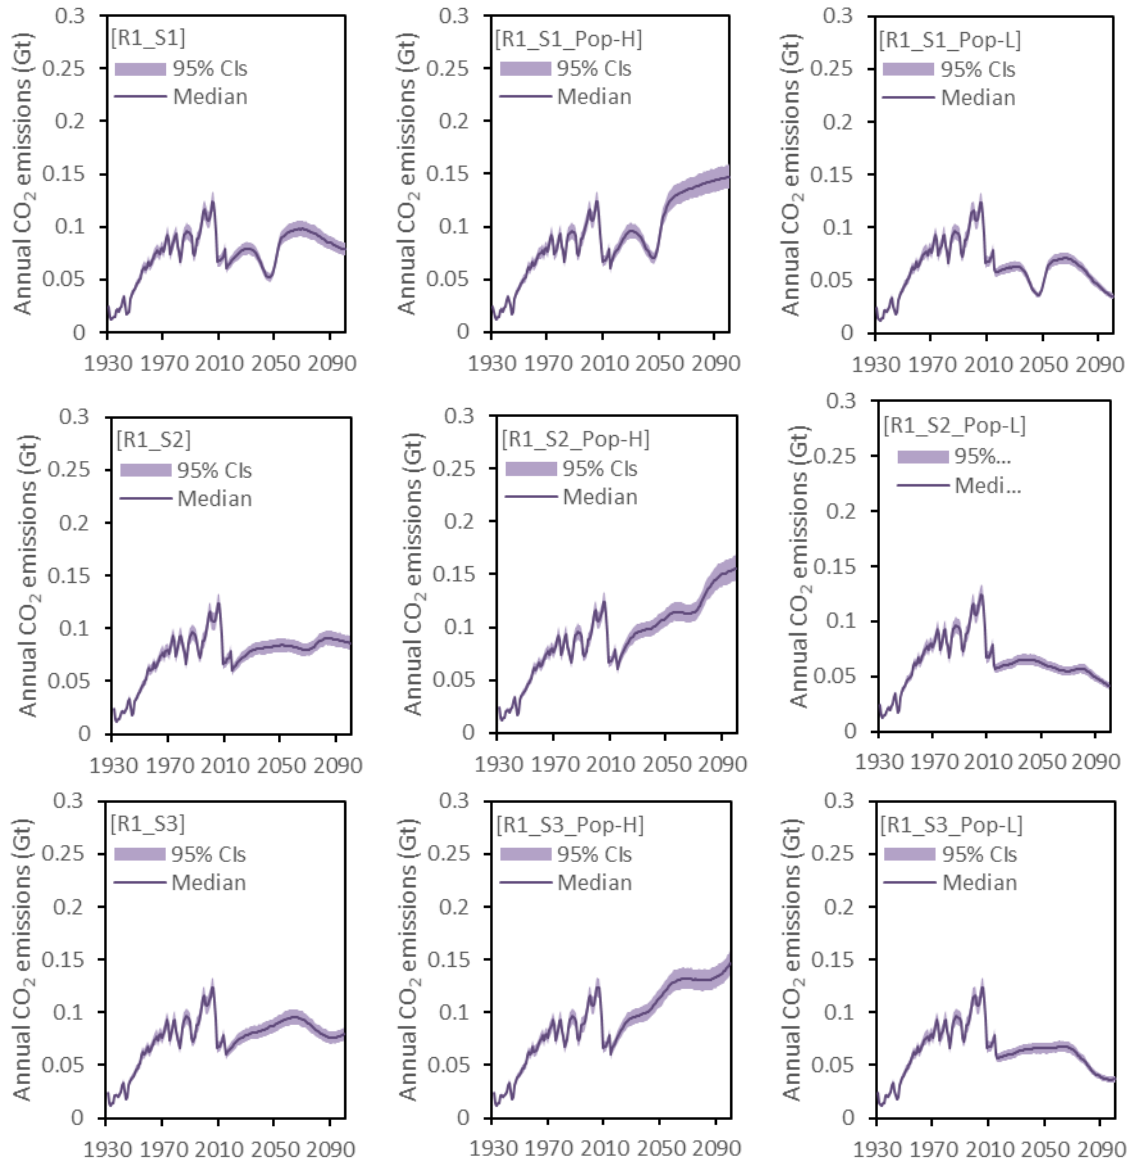 Annual CO₂ emissions (Gt)
0.3
0.25
0.2
0.15
0.1
0.05
0
[R1_S1]
95% CIs
Median
1930 1970 2010 2050 2090
Annual CO₂ emissions (Gt)
0.3
0.25
0.2
0.15
0.1
0.05
0
[R1_S1_Pop-H]
95% CIs
Median
1930 1970 2010 2050 2090
Annual CO₂ emissions (Gt)
0.3
0.25
0.2
0.15
0.1
0.05
0
[R1_S1_Pop-L]
95% CIs
Median
1930 1970 2010 2050 2090
Annual CO₂ emissions (Gt)
0.3
0.25
0.2
0.15
0.1
0.05
0
[R1_S2]
95% CIs
Median
1930 1970 2010 2050 2090
Annual CO₂ emissions (Gt)
0.3
0.25
0.2
0.15
0.1
0.05
0
[R1_S2_Pop-H]
95% CIs
Median
1930 1970 2010 2050 2090
Annual CO₂ emissions (Gt)
0.3
0.25
0.2
0.15
0.1
0.05
0
[R1_S2_Pop-L]
95%...
Medi...
1930 1970 2010 2050 2090
Annual CO₂ emissions (Gt)
0.3
0.25
0.2
0.15
0.1
0.05
0
[R1_S3]
95% CIs
Median
1930 1970 2010 2050 2090
Annual CO₂ emissions (Gt)
0.3
0.25
0.2
0.15
0.1
0.05
0
[R1_S3_Pop-H]
95% CIs
Median
1930 1970 2010 2050 2090
Annual CO₂ emissions (Gt)
0.3
0.25
0.2
0.15
0.1
0.05
0
[R1_S3_Pop-L]
95% CIs
Median
1930 1970 2010 2050 2090